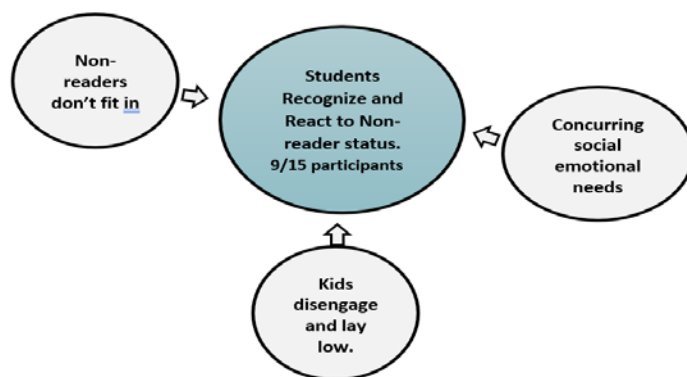 Non-
readers
don't fit in
Students
Recognize and
React to Non-
reader status.
9/15 participants
Concurring
social
emotional
needs
Kids
disengage
and lay
low.